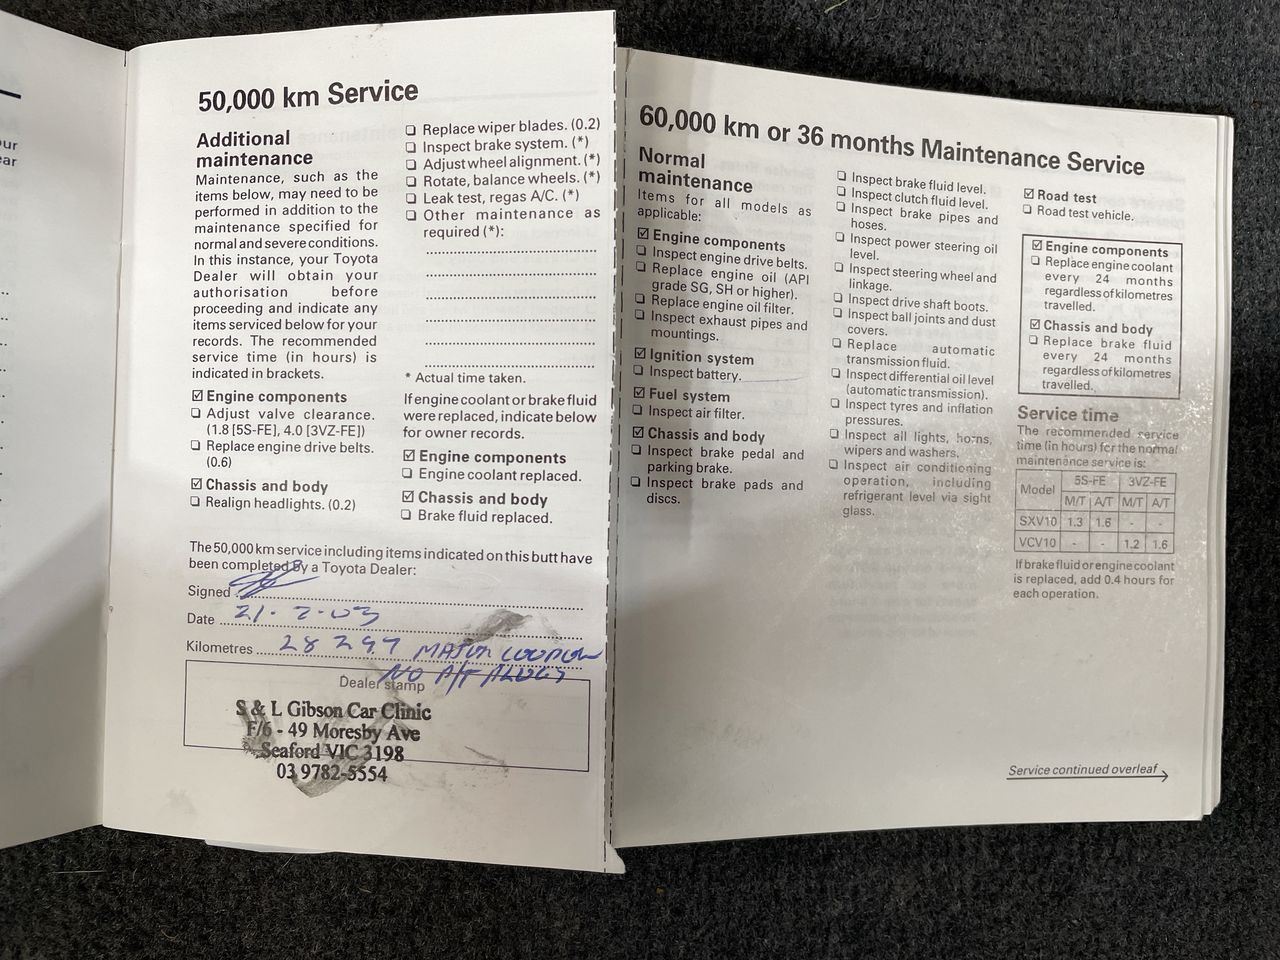 50,000 km Service
Additional
maintenance
Maintenance, such as the
items below, may need to be
performed in addition to the
maintenance specified for
normal and severe conditions.
In this instance, your Toyota
Dealer will obtain your
authorisation before
proceeding and indicate any
items serviced below for your
records. The recommended
service time (in hours) is
indicated in brackets.
☑ Engine components
❏ Adjust valve clearance.
(1.8 [5S-FE], 4.0 [3VZ-FE])
❏ Replace engine drive belts.
(0.6)
☑ Chassis and body
❏ Realign headlights. (0.2)
❏ Replace wiper blades. (0.2)
❏ Inspect brake system. (*)
❏ Adjust wheel alignment. (*)
❏ Rotate, balance wheels. (*)
❏ Leak test, regas A/C. (*)
❏ Other maintenance as
required (*):
* Actual time taken.
If engine coolant or brake fluid
were replaced, indicate below
for owner records.
☑ Engine components
❏ Engine coolant replaced.
☑ Chassis and body
❏ Brake fluid replaced.
The 50,000 km service including items indicated on this butt have
been completed by a Toyota Dealer:
Signed
Date 21.2.03
Kilometres 28297 MAJOR
NO A/T
Dealer stamp
S & L Gibson Car Clinic
F/6 - 49 Moresby Ave
Seaford VIC 3198
03 9782-5554
60,000 km or 36 months Maintenance Service
Normal
maintenance
Items for all models as
applicable:
☑ Engine components
❏ Inspect engine drive belts.
❏ Replace engine oil (API
grade SG, SH or higher).
❏ Replace engine oil filter.
❏ Inspect exhaust pipes and
mountings.
☑ Ignition system
❏ Inspect battery.
☑ Fuel system
❏ Inspect air filter.
☑ Chassis and body
❏ Inspect brake pedal and
parking brake.
❏ Inspect brake pads and
discs.
❏ Inspect brake fluid level.
❏ Inspect clutch fluid level.
❏ Inspect brake pipes and
hoses.
❏ Inspect power steering oil
level.
❏ Inspect steering wheel and
linkage.
❏ Inspect drive shaft boots.
❏ Inspect ball joints and dust
covers.
❏ Replace automatic
transmission fluid.
❏ Inspect differential oil level
(automatic transmission).
❏ Inspect tyres and inflation
pressures.
❏ Inspect all lights, horns,
wipers and washers.
❏ Inspect air conditioning
operation, including
refrigerant level via sight
glass.
☑ Road test
❏ Road test vehicle.
☑ Engine components
❏ Replace engine coolant
every 24 months
regardless of kilometres
travelled.
☑ Chassis and body
❏ Replace brake fluid
every 24 months
regardless of kilometres
travelled.
Service time
The recommended service
time (in hours) for the normal
maintenance service is:
Model 5S-FE 3VZ-FE
M/T A/T M/T A/T
SXV10 1.3 1.6 - -
VCV10 - - 1.2 1.6
If brake fluid or engine coolant
is replaced, add 0.4 hours for
each operation.
Service continued overleaf